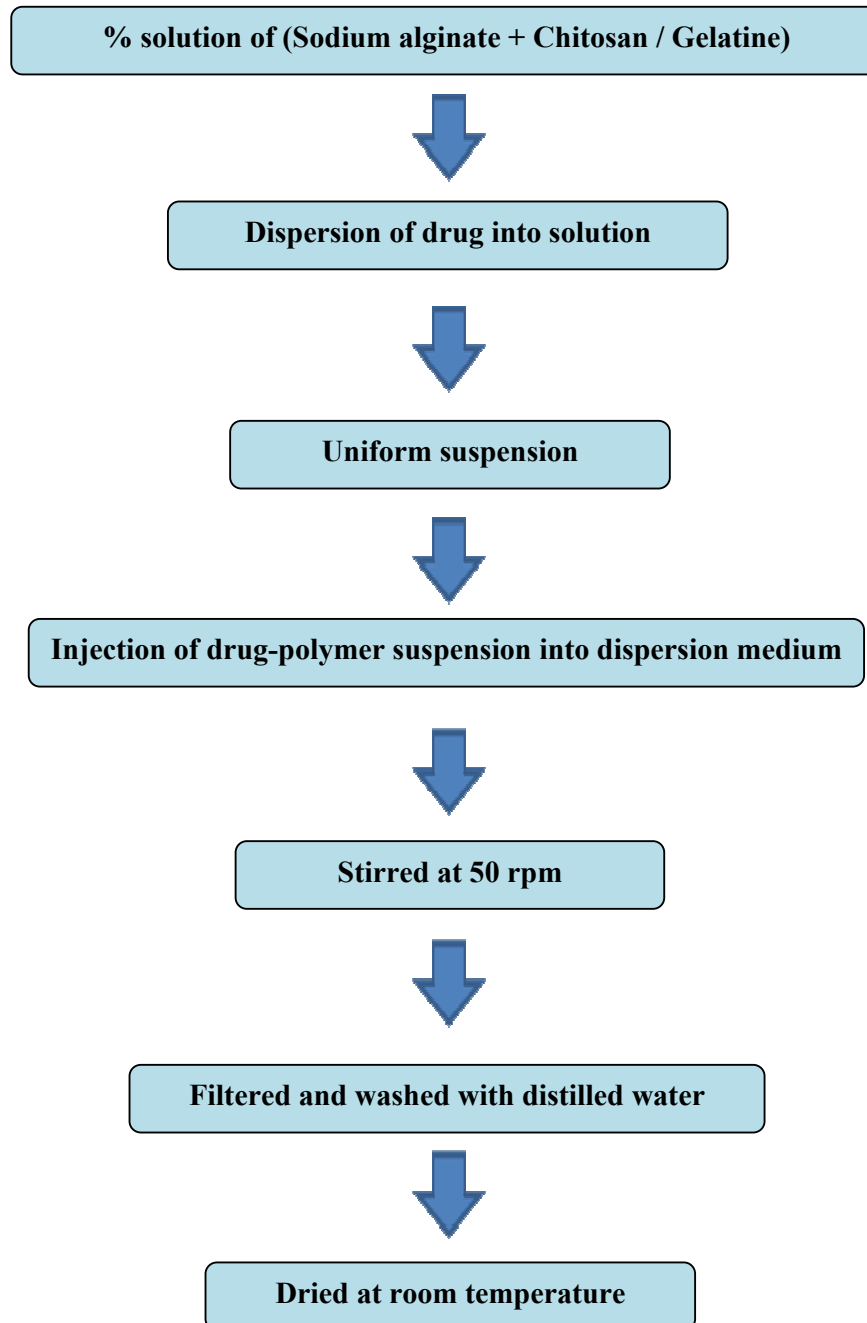 % solution of (Sodium alginate + Chitosan / Gelatine)
Dispersion of drug into solution
Uniform suspension
Injection of drug-polymer suspension into dispersion medium
Stirred at 50 rpm
Filtered and washed with distilled water
Dried at room temperature